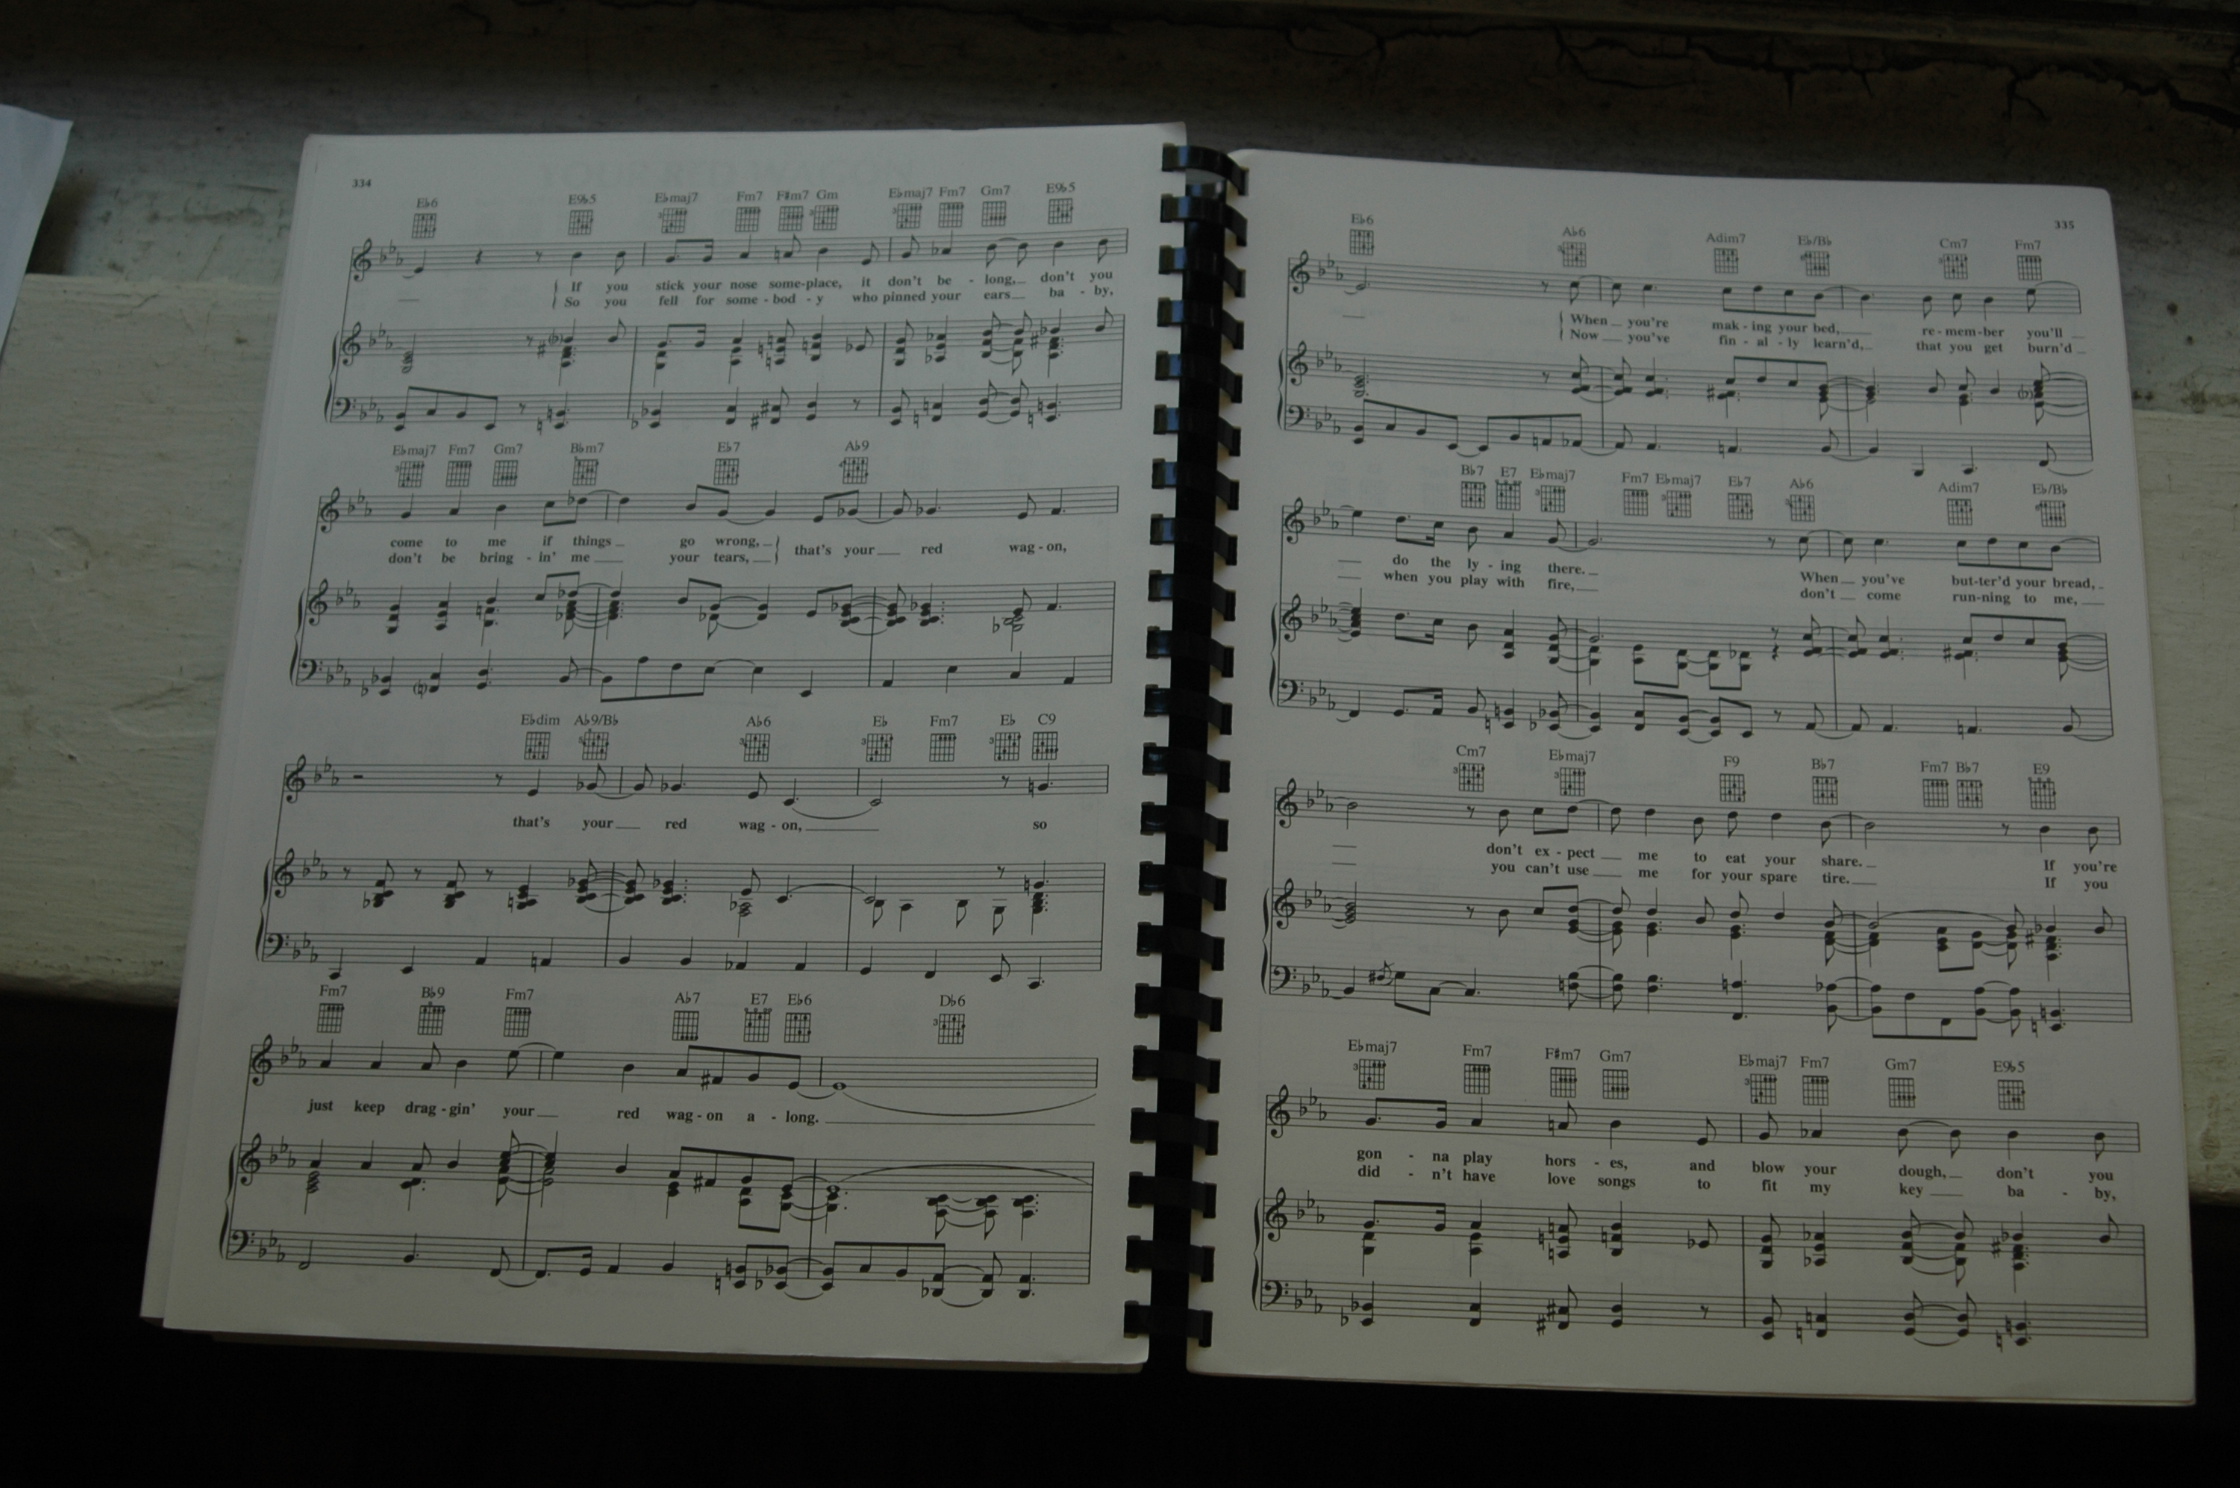 334
E♭6 E9♭5 E♭maj7 Fm7 F♯m7 Gm E♭maj7 Fm7 Gm7 E9♭5
If you stick your nose some-place, it don't be - long, don't you
So you fell for some - bod - y who pinned your ears ba - by,
E♭maj7 Fm7 Gm7 B♭m7 E♭7 A♭9
come to me if things go wrong, that's your red wag - on,
don't be bring - in' me your tears,
E♭dim A♭9/B♭ A♭6 E♭ Fm7 E♭ C9
that's your red wag - on, so
Fm7 B♭9 Fm7 A♭7 E7 E♭6 D♭6
just keep drag - gin' your red wag - on a - long.
335
E♭6 A♭6 Adim7 E♭/B♭ Cm7 Fm7
When you're mak - ing your bed, re - mem - ber you'll
Now you've fin - al - ly learn'd, that you get burn'd
B♭7 E7 E♭maj7 Fm7 E♭maj7 E♭7 A♭6 Adim7 E♭/B♭
do the ly - ing there. When you've but - ter'd your bread,
when you play with fire, don't come run - ning to me,
Cm7 E♭maj7 F9 B♭7 Fm7 B♭7 E9
don't ex - pect me to eat your share. If you're
you can't use me for your spare tire. If you
E♭maj7 Fm7 F♯m7 Gm7 E♭maj7 Fm7 Gm7 E9♭5
gon - na play hors - es, and blow your dough, don't you
did - n't have love songs to fit my key ba - by,